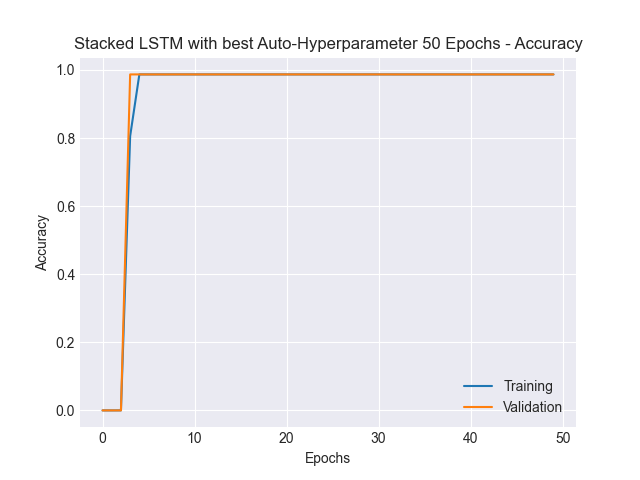 Stacked LSTM with best Auto-Hyperparameter 50 Epochs - Accuracy
1.0
0.8
0.6
0.4
0.2
0.0
Accuracy
0 10 20 30 40 50
Epochs
Training
Validation